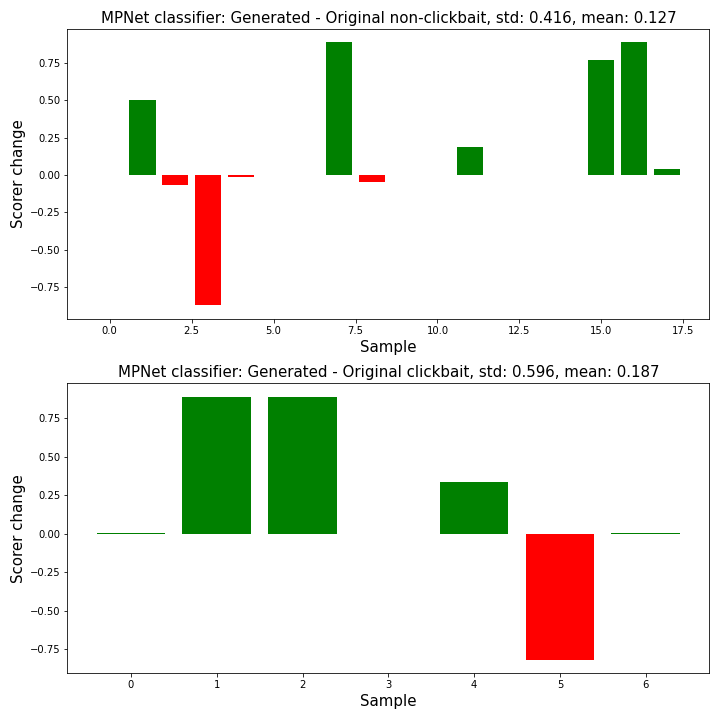 MPNet classifier: Generated - Original non-clickbait, std: 0.416, mean: 0.127
Scorer change
0.75
0.50
0.25
0.00
−0.25
−0.50
−0.75
0.0 2.5 5.0 7.5 10.0 12.5 15.0 17.5
Sample
MPNet classifier: Generated - Original clickbait, std: 0.596, mean: 0.187
Scorer change
0.75
0.50
0.25
0.00
−0.25
−0.50
−0.75
0 1 2 3 4 5 6
Sample